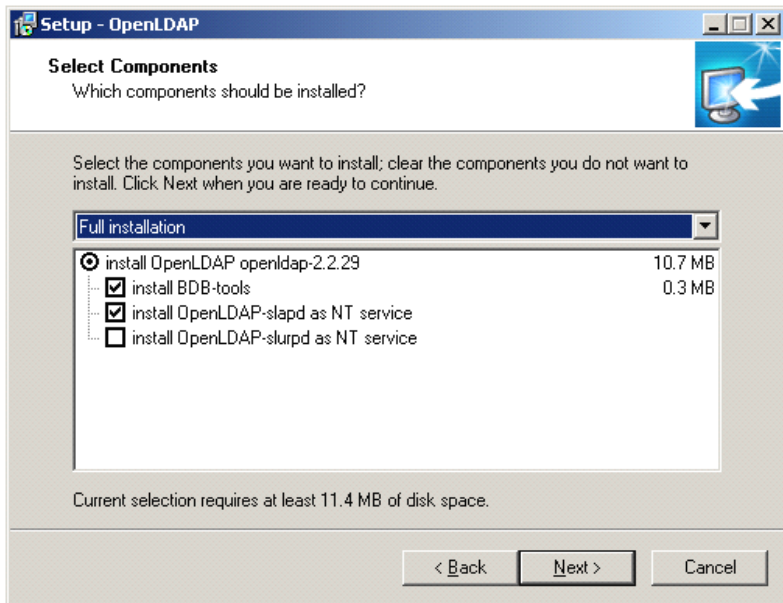 Setup - OpenLDAP
Select Components
Which components should be installed?
Select the components you want to install; clear the components you do not want to
install. Click Next when you are ready to continue.
Full installation
install OpenLDAP openldap-2.2.29 10.7 MB
install BDB-tools 0.3 MB
install OpenLDAP-slapd as NT service
install OpenLDAP-slurpd as NT service
Current selection requires at least 11.4 MB of disk space.
< Back Next > Cancel